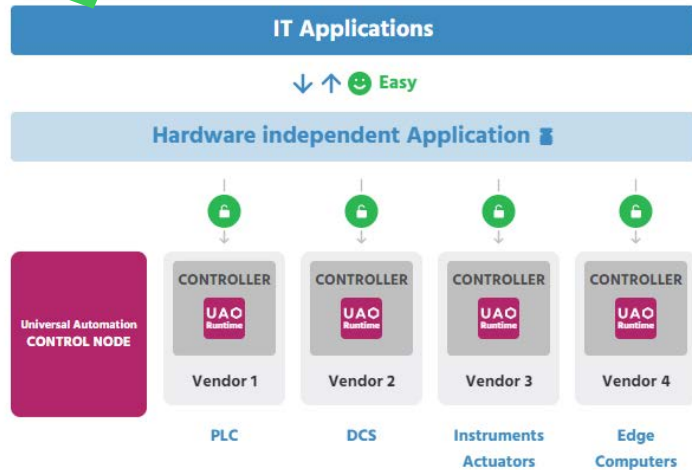 IT Applications
Easy
Hardware independent Application
Universal Automation
CONTROL NODE
CONTROLLER
UAO
Runtime
Vendor 1
PLC
CONTROLLER
UAO
Runtime
Vendor 2
DCS
CONTROLLER
UAO
Runtime
Vendor 3
Instruments
Actuators
CONTROLLER
UAO
Runtime
Vendor 4
Edge
Computers